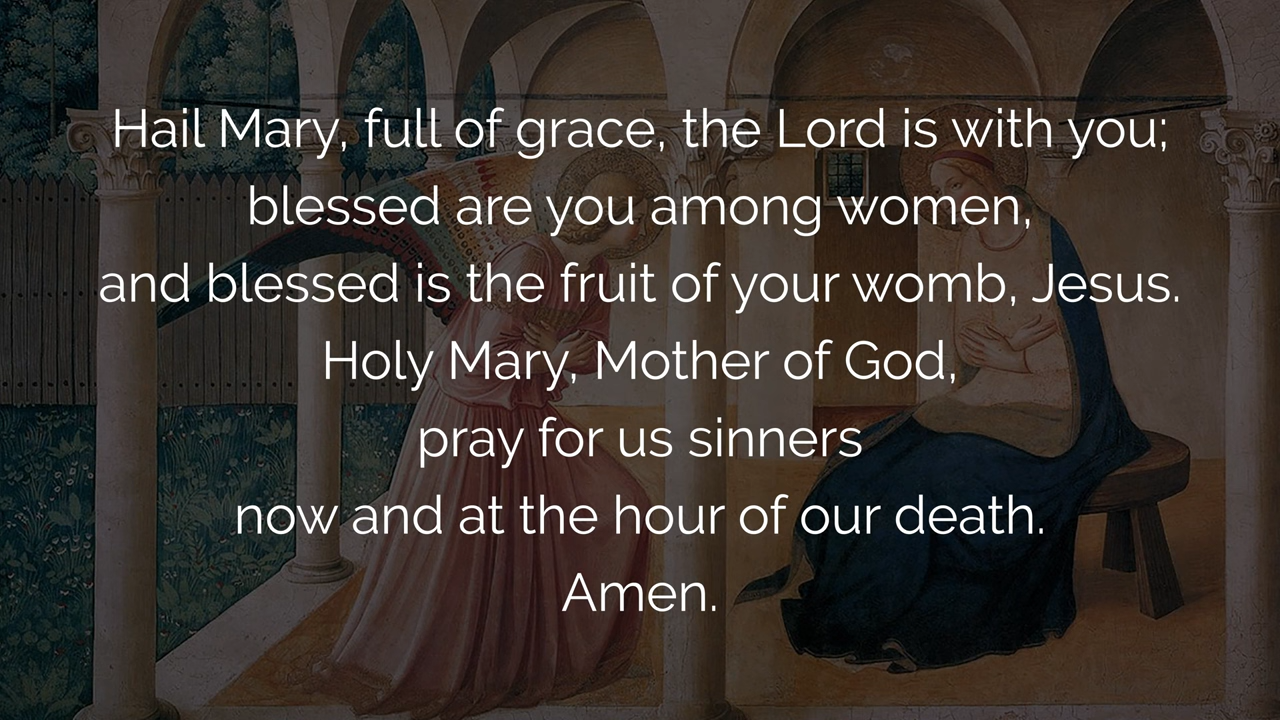 Hail Mary, full of grace, the Lord is with you;
blessed are you among women,
and blessed is the fruit of your womb, Jesus.
Holy Mary, Mother of God,
pray for us sinners
now and at the hour of our death.
Amen.